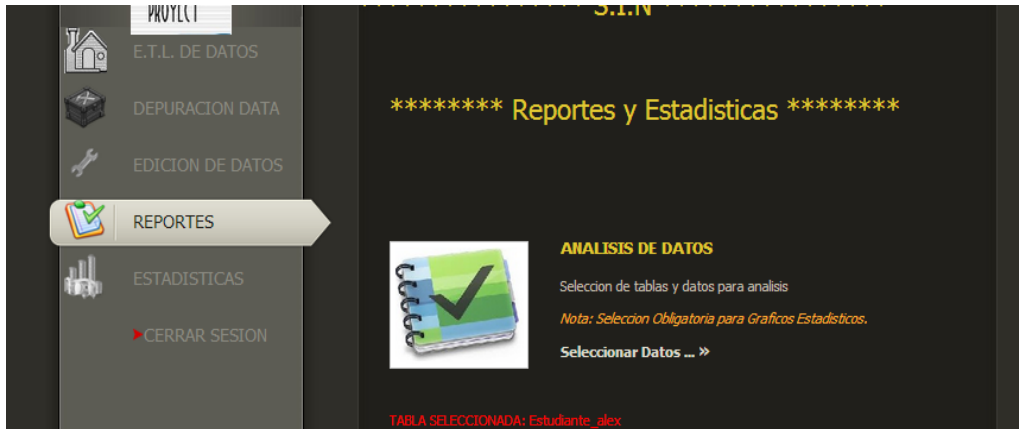 PROYECT
E.T.L. DE DATOS
DEPURACION DATA
EDICION DE DATOS
REPORTES
ESTADISTICAS
CERRAR SESION
**************** S.I.N ****************
******** Reportes y Estadisticas ********
ANALISIS DE DATOS
Seleccion de tablas y datos para analisis
Nota: Seleccion Obligatoria para Graficos Estadisticos.
Seleccionar Datos ... »
TABLA SELECCIONADA: Estudiante_alex